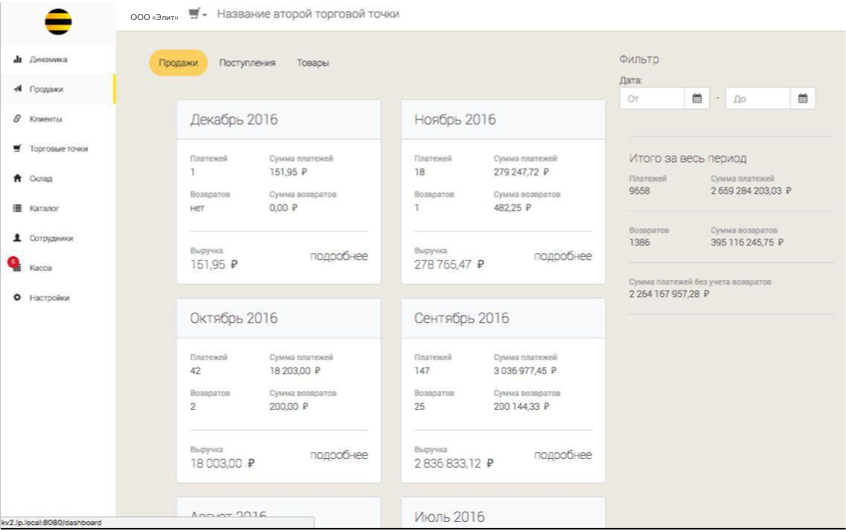 ООО «Элит» Название второй торговой точки
Динамика
Продажи
Клиенты
Торговые точки
Склад
Каталог
Сотрудники
Касса
Настройки
Продажи Поступления Товары
Декабрь 2016
Платежей Сумма платежей
1 151,95 ₽
Возвратов Сумма возвратов
нет 0,00 ₽
Выручка
151,95 ₽ подробнее
Ноябрь 2016
Платежей Сумма платежей
18 279 247,72 ₽
Возвратов Сумма возвратов
1 482,25 ₽
Выручка
278 765,47 ₽ подробнее
Октябрь 2016
Платежей Сумма платежей
42 18 203,00 ₽
Возвратов Сумма возвратов
2 200,00 ₽
Выручка
18 003,00 ₽ подробнее
Сентябрь 2016
Платежей Сумма платежей
147 3 036 977,45 ₽
Возвратов Сумма возвратов
25 200 144,33 ₽
Выручка
2 836 833,12 ₽ подробнее
Август 2016
Июль 2016
Фильтр
Дата:
От - До
Итого за весь период
Платежей Сумма платежей
9658 2 659 284 203,03 ₽
Возвратов Сумма возвратов
1386 395 116 245,75 ₽
Сумма платежей без учета возвратов
2 264 167 957,28 ₽
kv2.lp.local:8080/dashboard